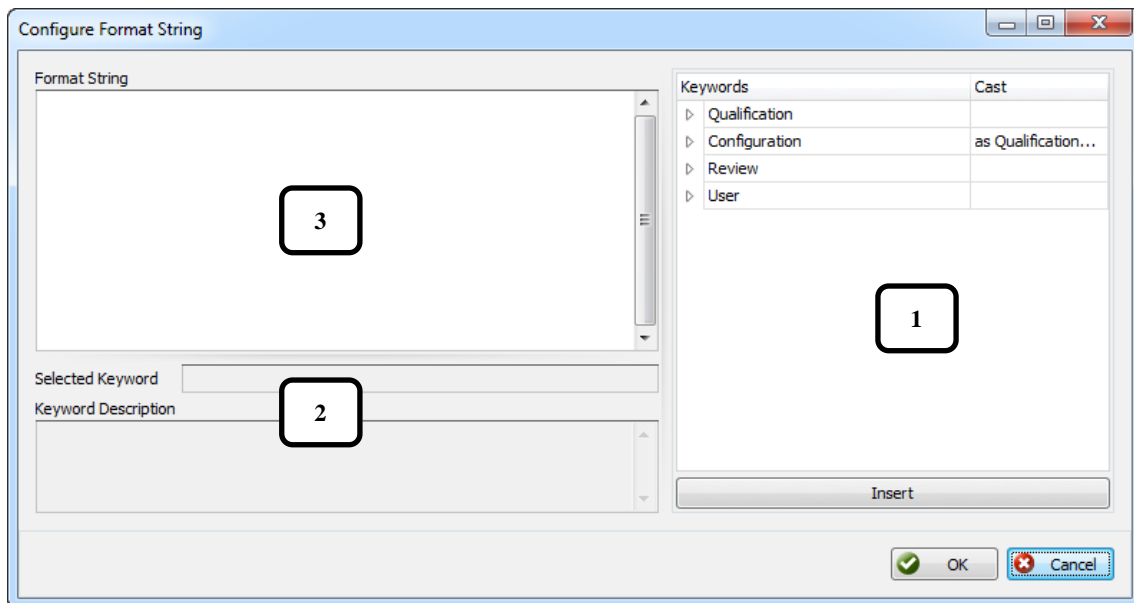 Configure Format String
Format String
3
Selected Keyword
2
Keyword Description
Keywords Cast
Qualification
Configuration as Qualification...
Review
User
1
Insert
OK Cancel